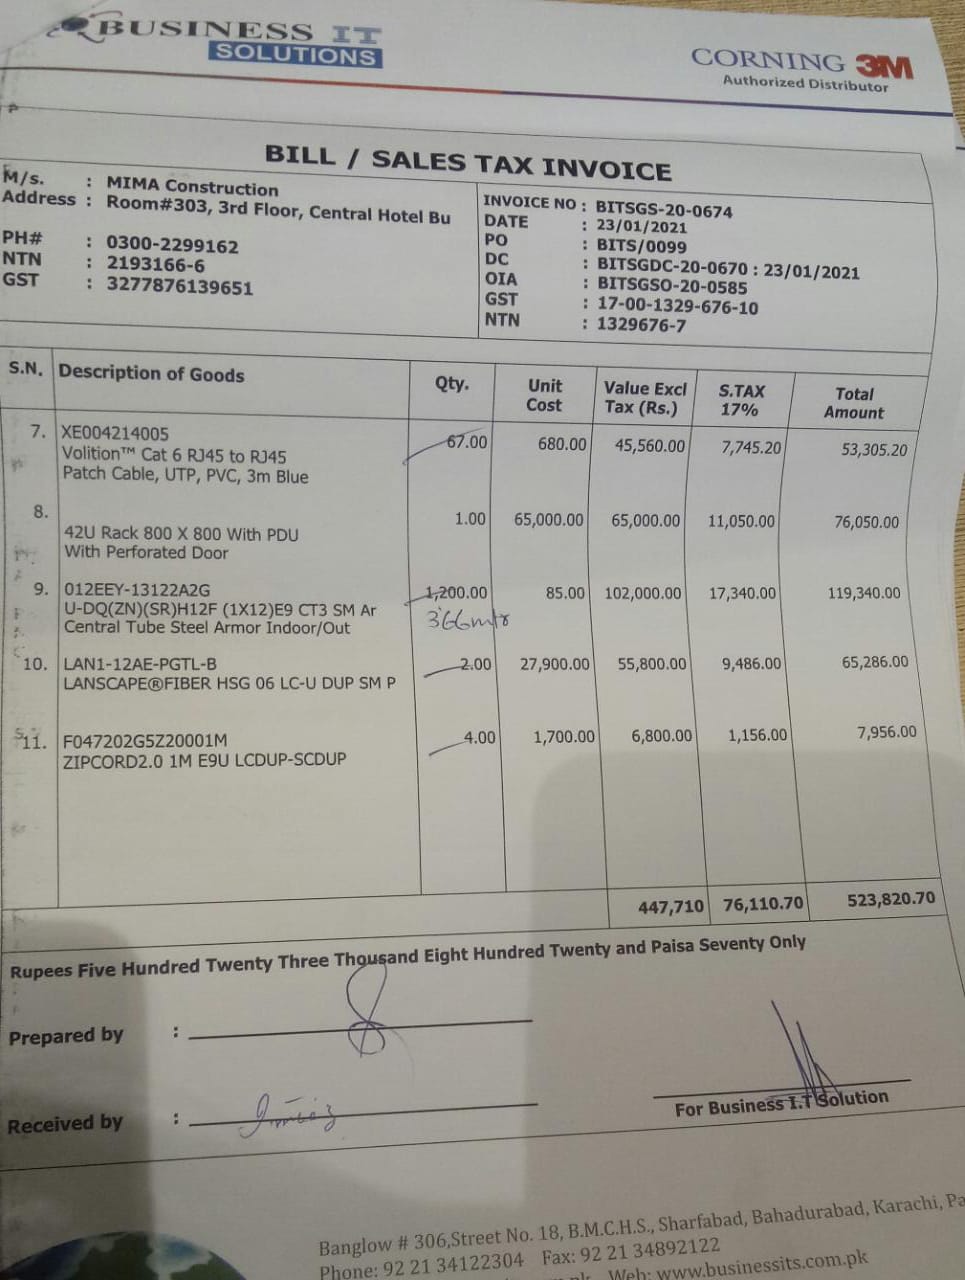 BUSINESS IT
SOLUTIONS
CORNING 3M
Authorized Distributor
BILL / SALES TAX INVOICE
M/s. : MIMA Construction
Address : Room#303, 3rd Floor, Central Hotel Bu
PH# : 0300-2299162
NTN : 2193166-6
GST : 3277876139651
INVOICE NO : BITSGS-20-0674
DATE : 23/01/2021
PO : BITS/0099
DC : BITSGDC-20-0670 : 23/01/2021
OIA : BITSGSO-20-0585
GST : 17-00-1329-676-10
NTN : 1329676-7
S.N. Description of Goods Qty. Unit Cost Value Excl Tax (Rs.) S.TAX 17% Total Amount
7. XE004214005 67.00 680.00 45,560.00 7,745.20 53,305.20
Volition™ Cat 6 RJ45 to RJ45
Patch Cable, UTP, PVC, 3m Blue
8. 1.00 65,000.00 65,000.00 11,050.00 76,050.00
42U Rack 800 X 800 With PDU
With Perforated Door
9. 012EEY-13122A2G 1,200.00 85.00 102,000.00 17,340.00 119,340.00
U-DQ(ZN)(SR)H12F (1X12)E9 CT3 SM Ar 366mtr
Central Tube Steel Armor Indoor/Out
10. LAN1-12AE-PGTL-B 2.00 27,900.00 55,800.00 9,486.00 65,286.00
LANSCAPE®FIBER HSG 06 LC-U DUP SM P
11. F047202G5Z20001M 4.00 1,700.00 6,800.00 1,156.00 7,956.00
ZIPCORD2.0 1M E9U LCDUP-SCDUP
447,710 76,110.70 523,820.70
Rupees Five Hundred Twenty Three Thousand Eight Hundred Twenty and Paisa Seventy Only
Prepared by :
Received by :
For Business I.T Solution
Banglow # 306,Street No. 18, B.M.C.H.S., Sharfabad, Bahadurabad, Karachi, Pa
Phone: 92 21 34122304 Fax: 92 21 34892122
Web: www.businessits.com.pk